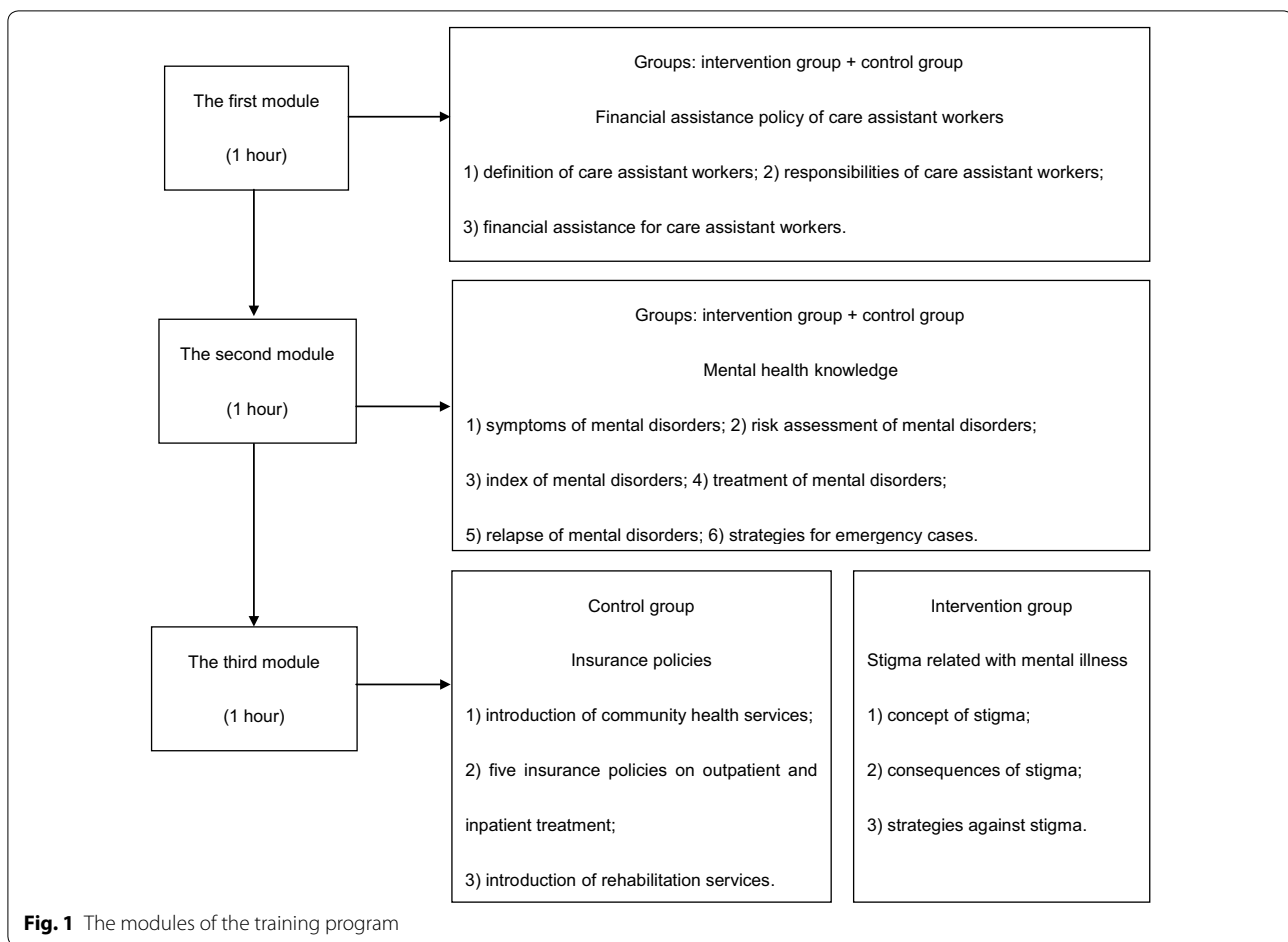 The first module
(1 hour)
Groups: intervention group + control group
Financial assistance policy of care assistant workers
1) definition of care assistant workers; 2) responsibilities of care assistant workers;
3) financial assistance for care assistant workers.
The second module
(1 hour)
Groups: intervention group + control group
Mental health knowledge
1) symptoms of mental disorders; 2) risk assessment of mental disorders;
3) index of mental disorders; 4) treatment of mental disorders;
5) relapse of mental disorders; 6) strategies for emergency cases.
The third module
(1 hour)
Control group
Insurance policies
1) introduction of community health services;
2) five insurance policies on outpatient and
inpatient treatment;
3) introduction of rehabilitation services.
Intervention group
Stigma related with mental illness
1) concept of stigma;
2) consequences of stigma;
3) strategies against stigma.
Fig. 1 The modules of the training program